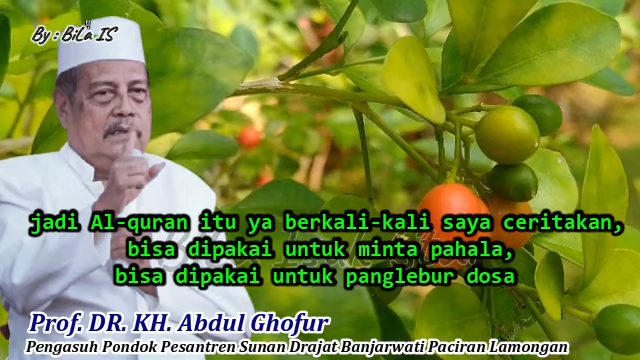 By : BiLa IS
jadi Al-quran itu ya berkali-kali saya ceritakan,
bisa dipakai untuk minta pahala,
bisa dipakai untuk panglebur dosa
Prof. DR. KH. Abdul Ghofur
Pengasuh Pondok Pesantren Sunan Drajat Banjarwati Paciran Lamongan